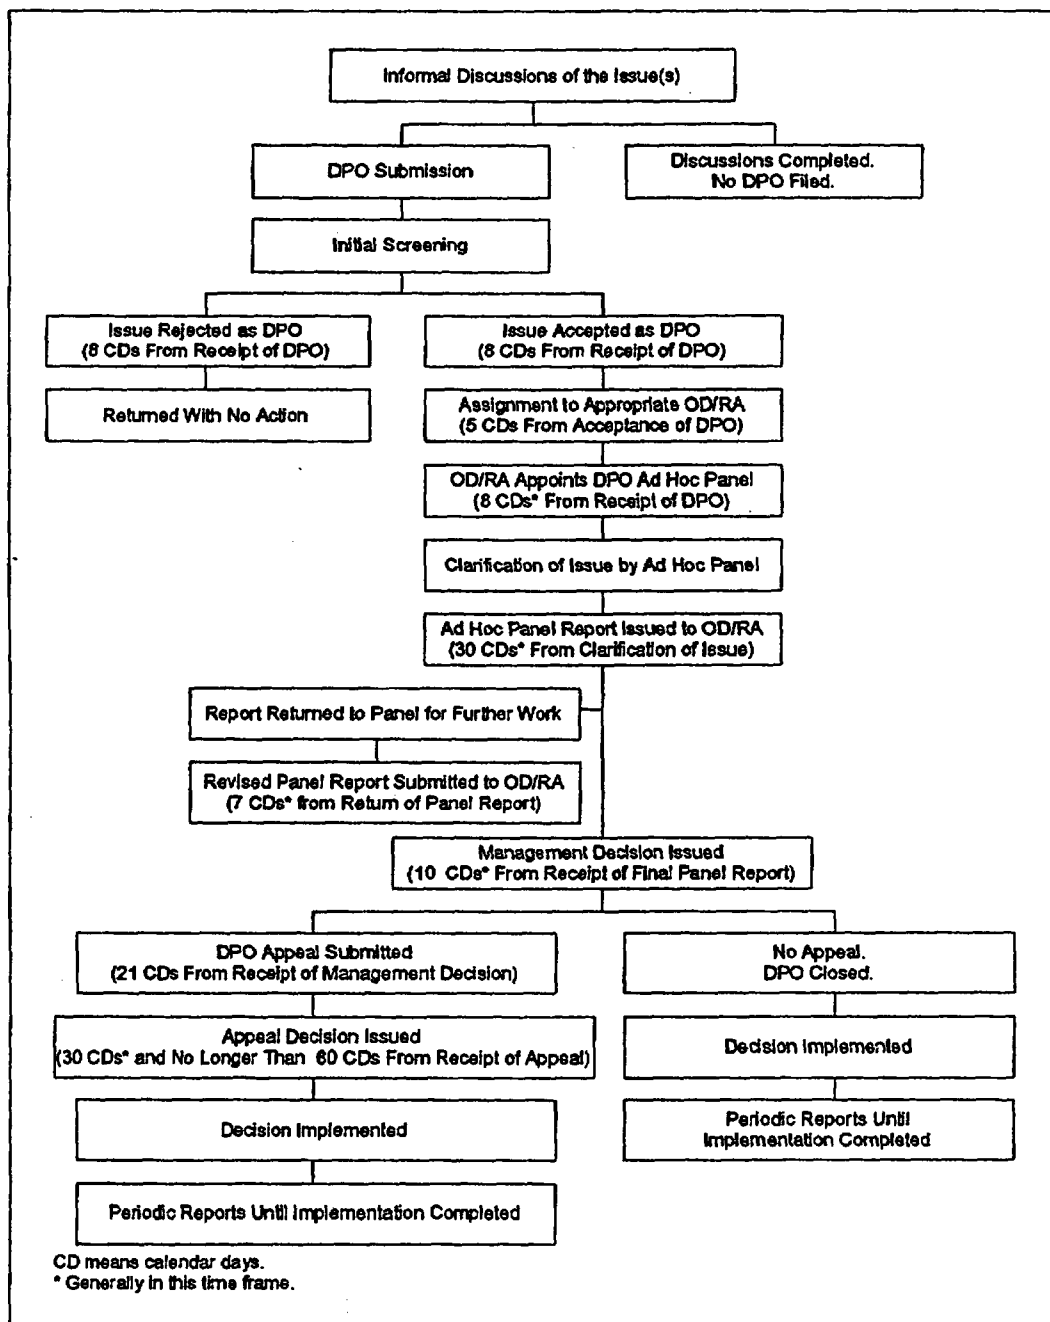 Informal Discussions of the Issue(s)
DPO Submission
Discussions Completed.
No DPO Filed.
Initial Screening
Issue Rejected as DPO
(8 CDs From Receipt of DPO)
Issue Accepted as DPO
(8 CDs From Receipt of DPO)
Returned With No Action
Assignment to Appropriate OD/RA
(5 CDs From Acceptance of DPO)
OD/RA Appoints DPO Ad Hoc Panel
(8 CDs* From Receipt of DPO)
Clarification of Issue by Ad Hoc Panel
Ad Hoc Panel Report Issued to OD/RA
(30 CDs* From Clarification of Issue)
Report Returned to Panel for Further Work
Revised Panel Report Submitted to OD/RA
(7 CDs* from Return of Panel Report)
Management Decision Issued
(10 CDs* From Receipt of Final Panel Report)
DPO Appeal Submitted
(21 CDs From Receipt of Management Decision)
No Appeal.
DPO Closed.
Appeal Decision Issued
(30 CDs* and No Longer Than 60 CDs From Receipt of Appeal)
Decision Implemented
Decision Implemented
Periodic Reports Until
Implementation Completed
Periodic Reports Until Implementation Completed
CD means calendar days.
* Generally in this time frame.